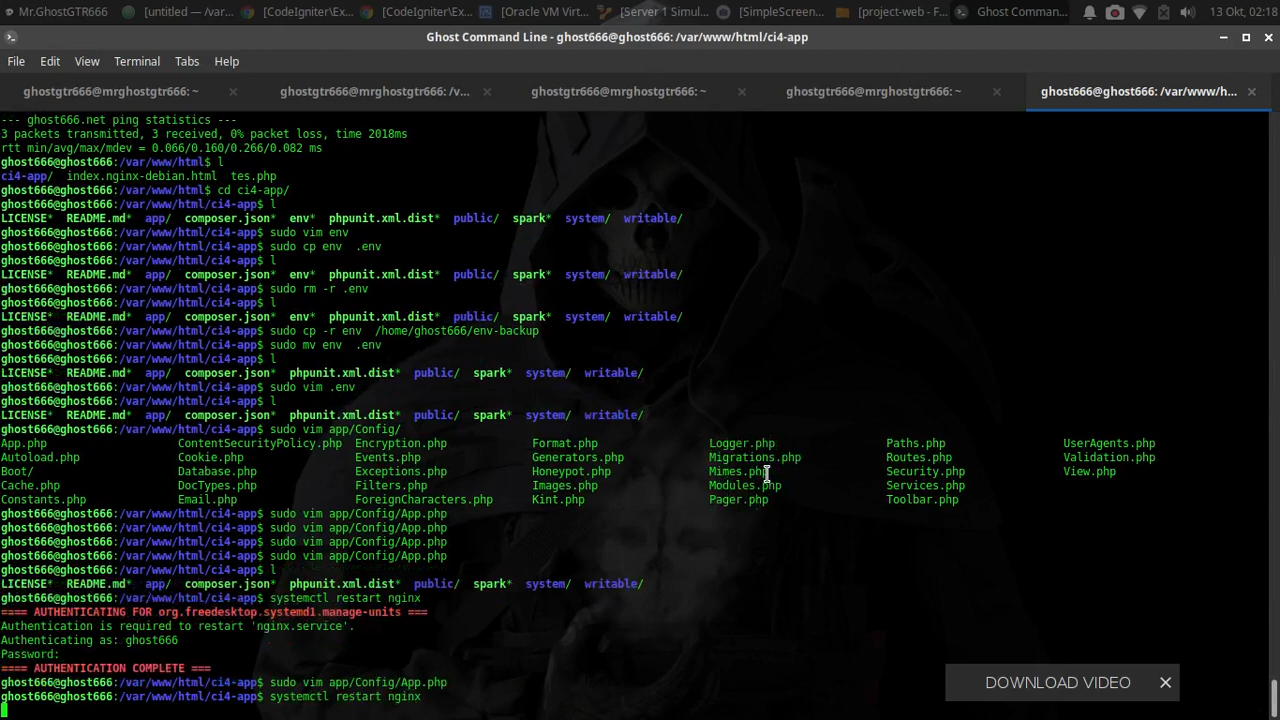 Mr.GhostGTR666 [untitled — /var... [CodeIgniter\Ex... [CodeIgniter\Ex... [Oracle VM Virt... [Server 1 Simul... [SimpleScreen... [project-web - F... Ghost Comman... 13 Okt, 02:18
Ghost Command Line - ghost666@ghost666: /var/www/html/ci4-app
File Edit View Terminal Tabs Help
ghostgtr666@mrghostgtr666: ~ ghostgtr666@mrghostgtr666: /v... ghostgtr666@mrghostgtr666: ~ ghostgtr666@mrghostgtr666: ~ ghost666@ghost666: /var/www/h...
--- ghost666.net ping statistics ---
3 packets transmitted, 3 received, 0% packet loss, time 2018ms
rtt min/avg/max/mdev = 0.066/0.160/0.266/0.082 ms
ghost666@ghost666:/var/www/html$ l
ci4-app/ index.nginx-debian.html tes.php
ghost666@ghost666:/var/www/html$ cd ci4-app/
ghost666@ghost666:/var/www/html/ci4-app$ l
LICENSE* README.md* app/ composer.json* env* phpunit.xml.dist* public/ spark* system/ writable/
ghost666@ghost666:/var/www/html/ci4-app$ sudo vim env
ghost666@ghost666:/var/www/html/ci4-app$ sudo cp env .env
ghost666@ghost666:/var/www/html/ci4-app$ l
LICENSE* README.md* app/ composer.json* env* phpunit.xml.dist* public/ spark* system/ writable/
ghost666@ghost666:/var/www/html/ci4-app$ sudo rm -r .env
ghost666@ghost666:/var/www/html/ci4-app$ l
LICENSE* README.md* app/ composer.json* env* phpunit.xml.dist* public/ spark* system/ writable/
ghost666@ghost666:/var/www/html/ci4-app$ sudo cp -r env /home/ghost666/env-backup
ghost666@ghost666:/var/www/html/ci4-app$ sudo mv env .env
ghost666@ghost666:/var/www/html/ci4-app$ l
LICENSE* README.md* app/ composer.json* phpunit.xml.dist* public/ spark* system/ writable/
ghost666@ghost666:/var/www/html/ci4-app$ sudo vim .env
ghost666@ghost666:/var/www/html/ci4-app$ l
LICENSE* README.md* app/ composer.json* phpunit.xml.dist* public/ spark* system/ writable/
ghost666@ghost666:/var/www/html/ci4-app$ sudo vim app/Config/
App.php ContentSecurityPolicy.php Encryption.php Format.php Logger.php Paths.php UserAgents.php
Autoload.php Cookie.php Events.php Generators.php Migrations.php Routes.php Validation.php
Boot/ Database.php Exceptions.php Honeypot.php Mimes.php Security.php View.php
Cache.php DocTypes.php Filters.php Images.php Modules.php Services.php
Constants.php Email.php ForeignCharacters.php Kint.php Pager.php Toolbar.php
ghost666@ghost666:/var/www/html/ci4-app$ sudo vim app/Config/App.php
ghost666@ghost666:/var/www/html/ci4-app$ sudo vim app/Config/App.php
ghost666@ghost666:/var/www/html/ci4-app$ sudo vim app/Config/App.php
ghost666@ghost666:/var/www/html/ci4-app$ sudo vim app/Config/App.php
ghost666@ghost666:/var/www/html/ci4-app$ l
LICENSE* README.md* app/ composer.json* phpunit.xml.dist* public/ spark* system/ writable/
ghost666@ghost666:/var/www/html/ci4-app$ systemctl restart nginx
==== AUTHENTICATING FOR org.freedesktop.systemd1.manage-units ===
Authentication is required to restart 'nginx.service'.
Authenticating as: ghost666
Password:
==== AUTHENTICATION COMPLETE ===
ghost666@ghost666:/var/www/html/ci4-app$ sudo vim app/Config/App.php
ghost666@ghost666:/var/www/html/ci4-app$ systemctl restart nginx
DOWNLOAD VIDEO